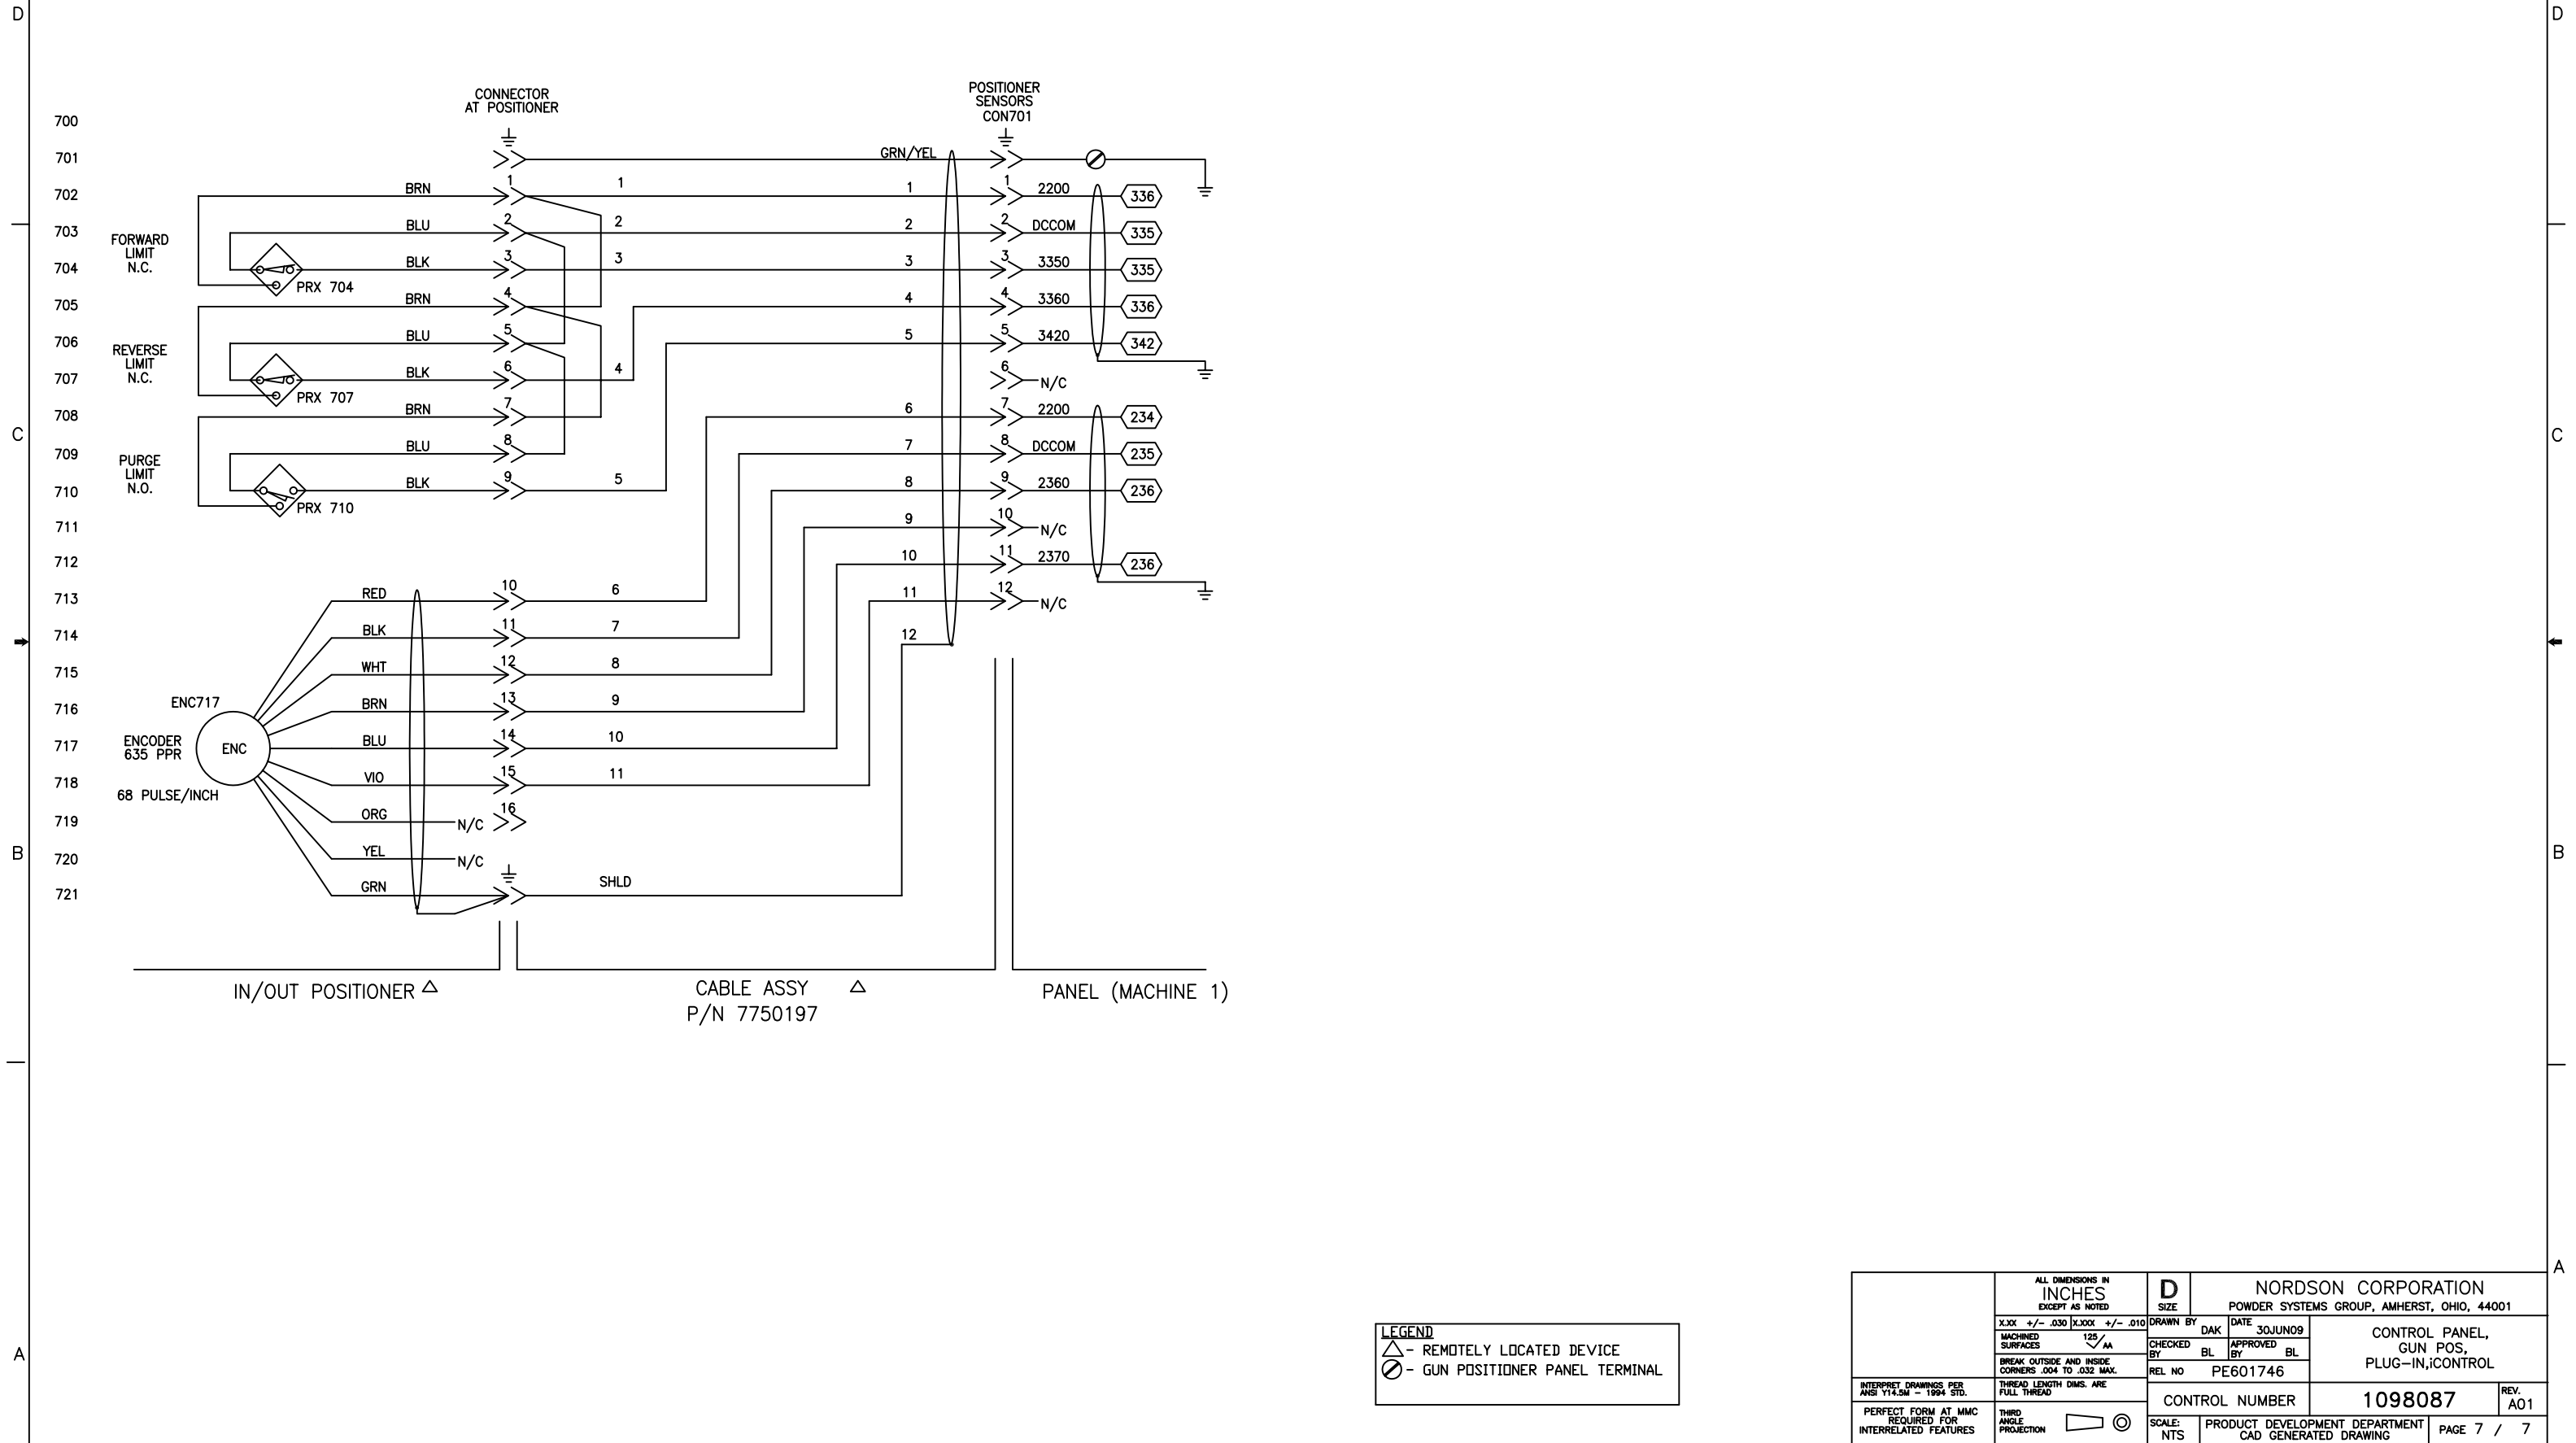 D
D
CONNECTOR
AT POSITIONER
POSITIONER
SENSORS
CON701
700
701
GRN/YEL
702
BRN
1
1
1
1
2200
336
703
BLU
2
2
2
2
DCCOM
335
FORWARD
LIMIT
N.C.
704
BLK
3
3
3
3
3350
335
PRX 704
705
BRN
4
4
4
3360
336
706
BLU
5
5
5
3420
342
REVERSE
LIMIT
N.C.
707
BLK
6
4
6
N/C
PRX 707
708
BRN
7
6
7
2200
234
C
C
709
BLU
8
7
8
DCCOM
235
PURGE
LIMIT
N.O.
710
BLK
9
5
8
9
2360
236
PRX 710
711
9
10
N/C
712
10
11
2370
236
713
RED
10
6
11
12
N/C
714
BLK
11
7
12
715
WHT
12
8
716
ENC717
BRN
13
9
717
ENCODER
635 PPR
ENC
BLU
14
10
718
VIO
15
11
68 PULSE/INCH
719
ORG
N/C
16
720
YEL
N/C
B
B
721
GRN
SHLD
IN/OUT POSITIONER
CABLE ASSY
P/N 7750197
PANEL (MACHINE 1)
A
A
LEGEND
- REMOTELY LOCATED DEVICE
- GUN POSITIONER PANEL TERMINAL
ALL DIMENSIONS IN
INCHES
EXCEPT AS NOTED
D
SIZE
NORDSON CORPORATION
POWDER SYSTEMS GROUP, AMHERST, OHIO, 44001
X.XX +/- .030
X.XXX +/- .010
DRAWN BY
DAK
DATE
30JUN09
MACHINED
SURFACES
125
AA
CHECKED
BY
BL
APPROVED
BY
BL
CONTROL PANEL,
GUN POS,
PLUG-IN,iCONTROL
BREAK OUTSIDE AND INSIDE
CORNERS .004 TO .032 MAX.
REL NO
PE601746
INTERPRET DRAWINGS PER
ANSI Y14.5M - 1994 STD.
THREAD LENGTH DIMS. ARE
FULL THREAD
CONTROL NUMBER
1098087
REV.
A01
PERFECT FORM AT MMC
REQUIRED FOR
INTERRELATED FEATURES
THIRD
ANGLE
PROJECTION
SCALE:
NTS
PRODUCT DEVELOPMENT DEPARTMENT
CAD GENERATED DRAWING
PAGE 7 / 7